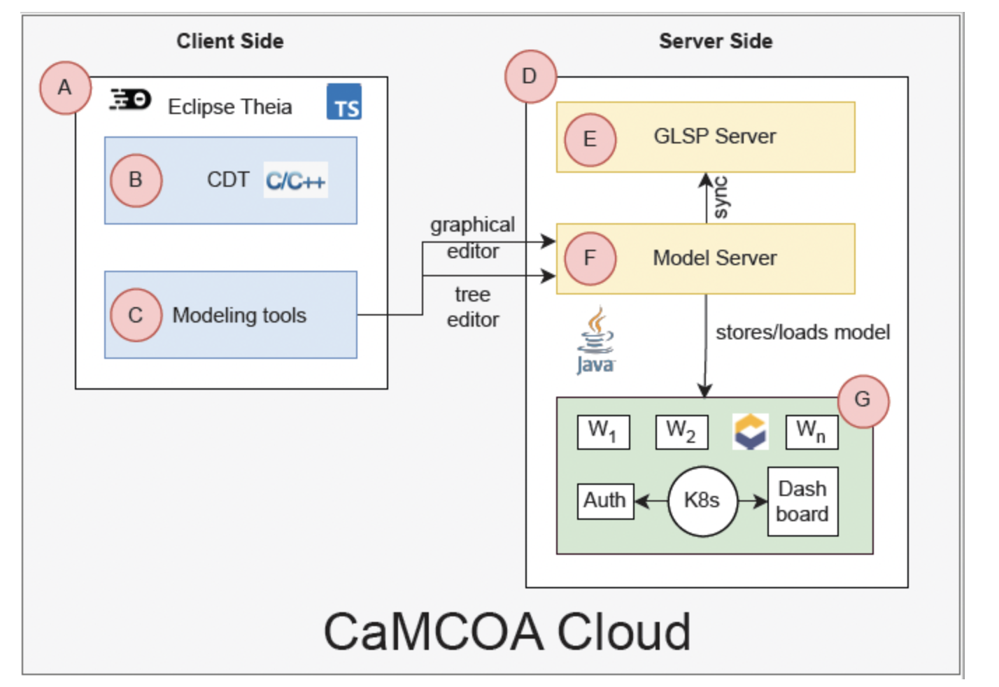 Client Side
Server Side
A
Eclipse Theia
TS
B
CDT
C/C++
C
Modeling tools
graphical
editor
tree
editor
D
E
GLSP Server
sync
F
Model Server
Java
stores/loads model
G
W1
W2
Wn
Auth
K8s
Dash
board
CaMCOA Cloud